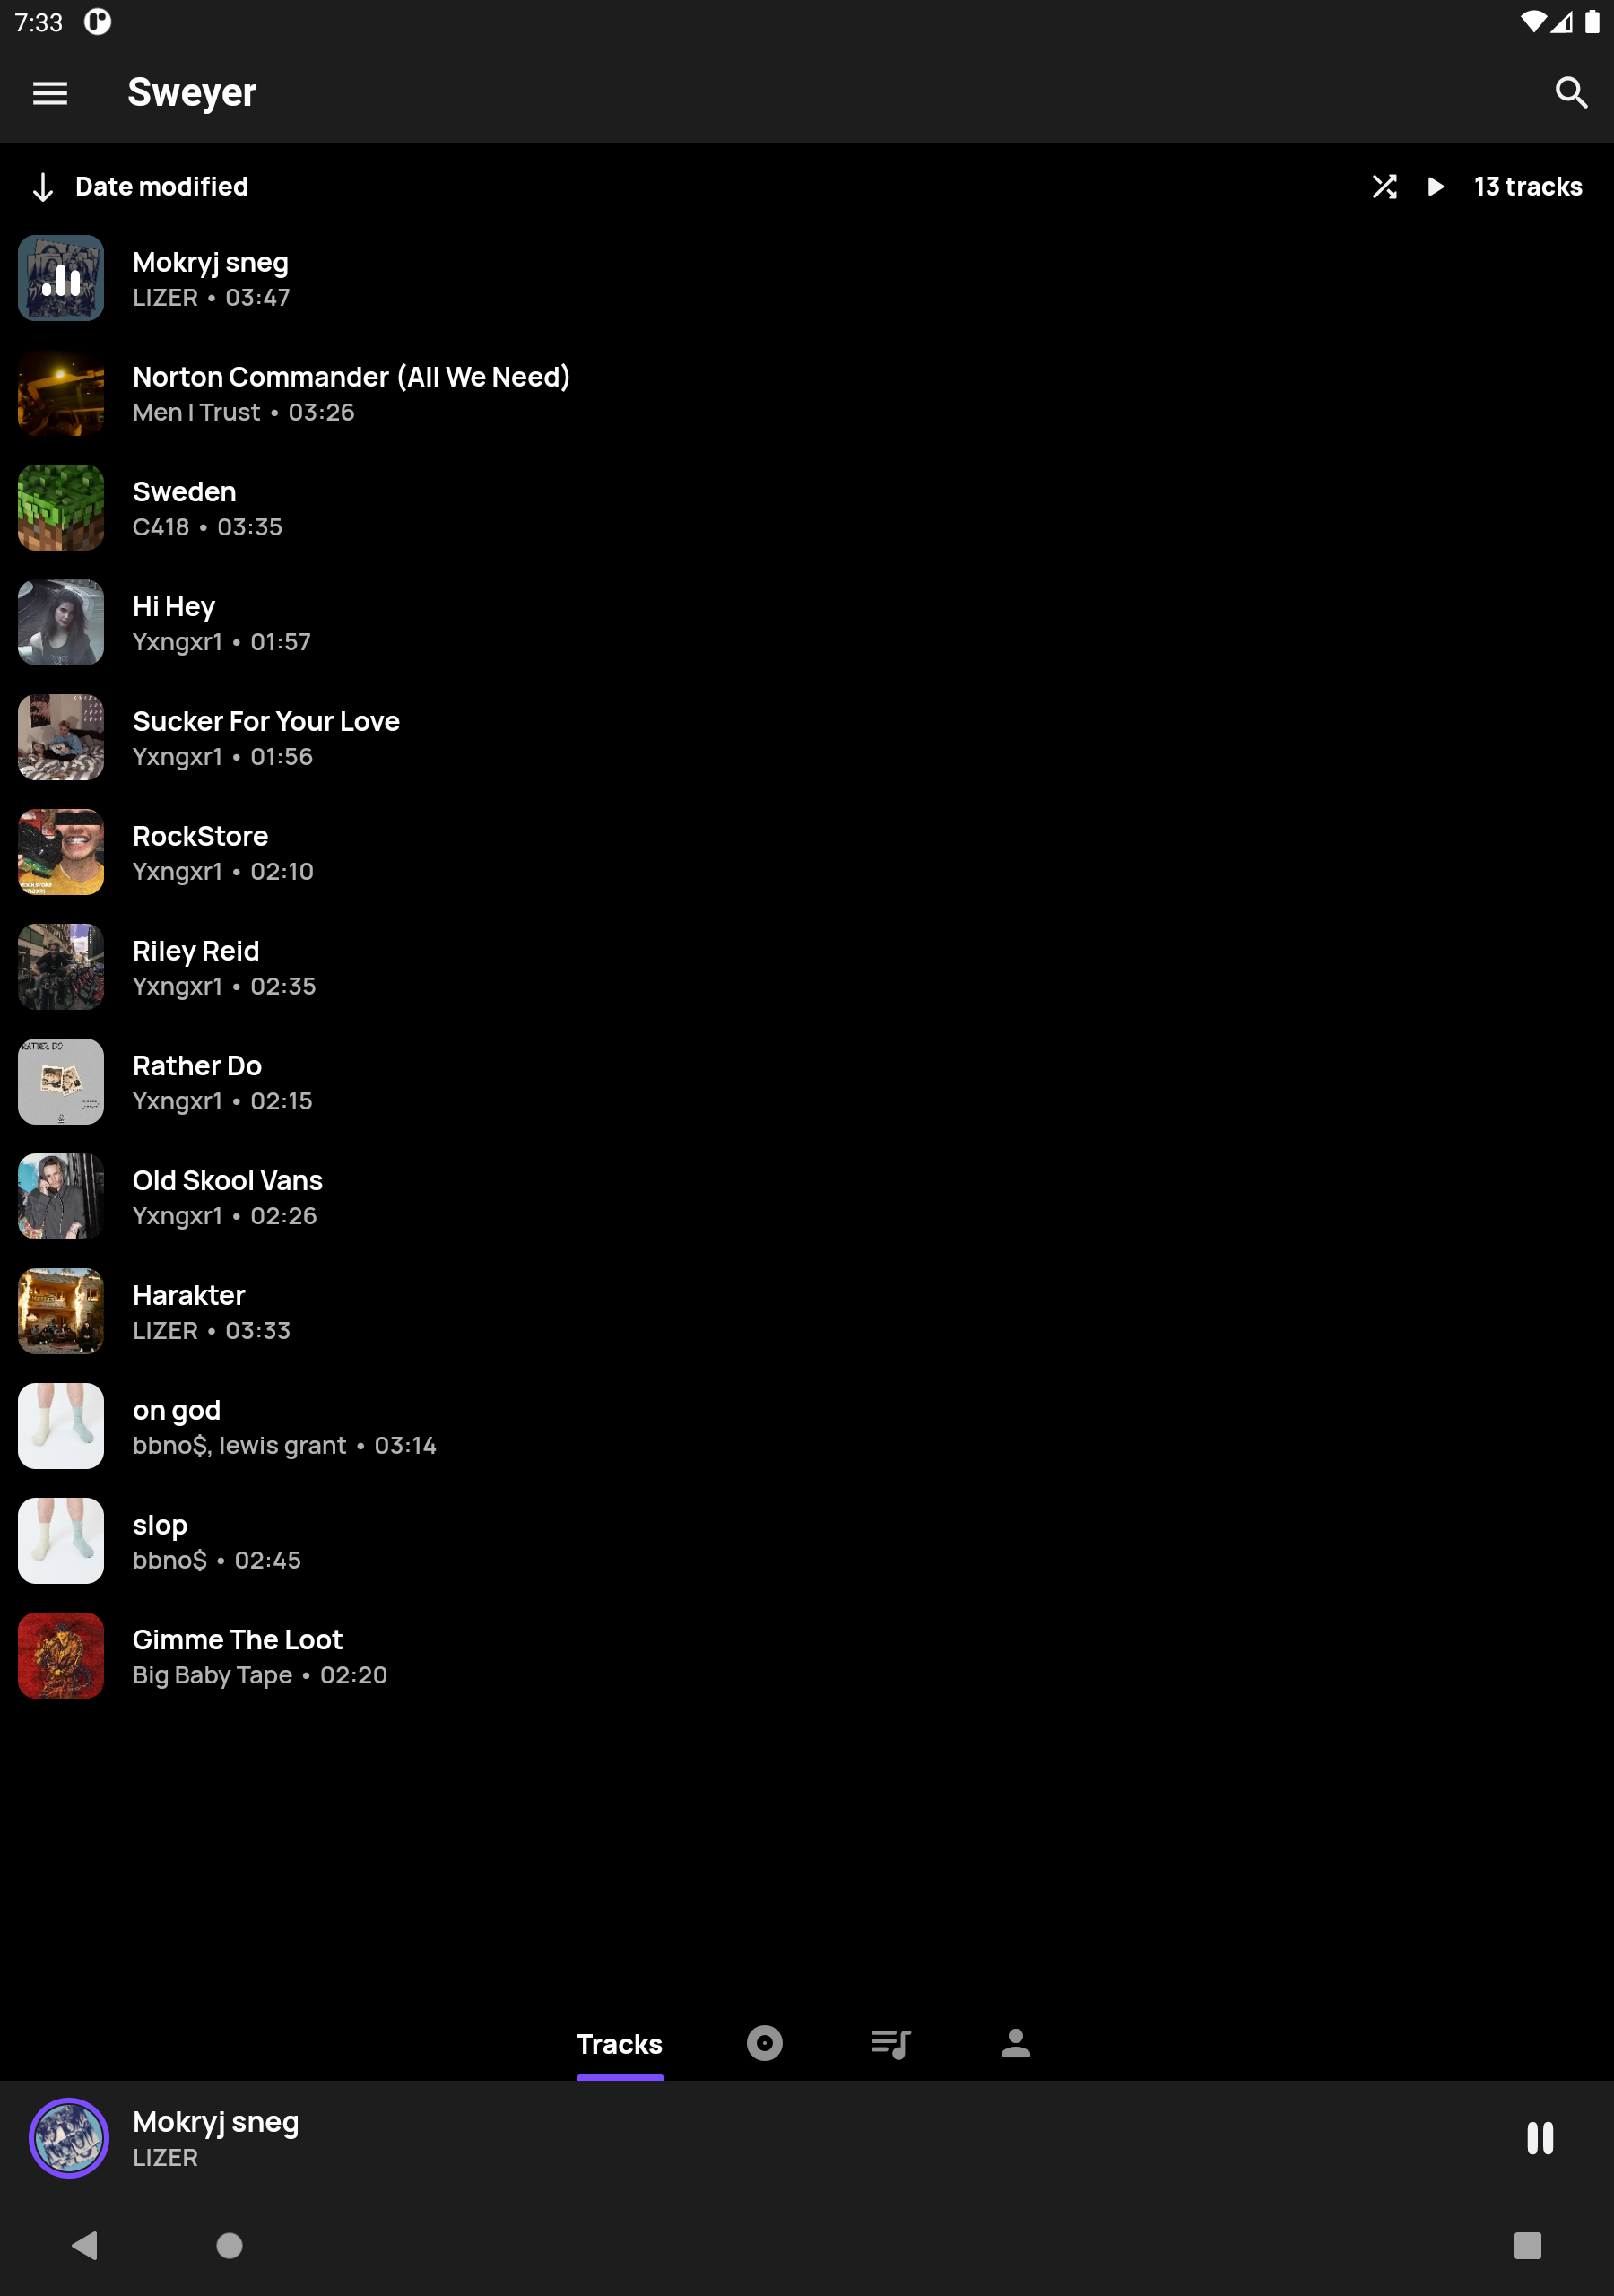 7:33
Sweyer
Date modified
13 tracks
Mokryj sneg
LIZER • 03:47
Norton Commander (All We Need)
Men I Trust • 03:26
Sweden
C418 • 03:35
Hi Hey
Yxngxr1 • 01:57
Sucker For Your Love
Yxngxr1 • 01:56
RockStore
Yxngxr1 • 02:10
Riley Reid
Yxngxr1 • 02:35
RATHER DO
Rather Do
Yxngxr1 • 02:15
Old Skool Vans
Yxngxr1 • 02:26
Harakter
LIZER • 03:33
on god
bbno$, lewis grant • 03:14
slop
bbno$ • 02:45
Gimme The Loot
Big Baby Tape • 02:20
Tracks
Mokryj sneg
LIZER